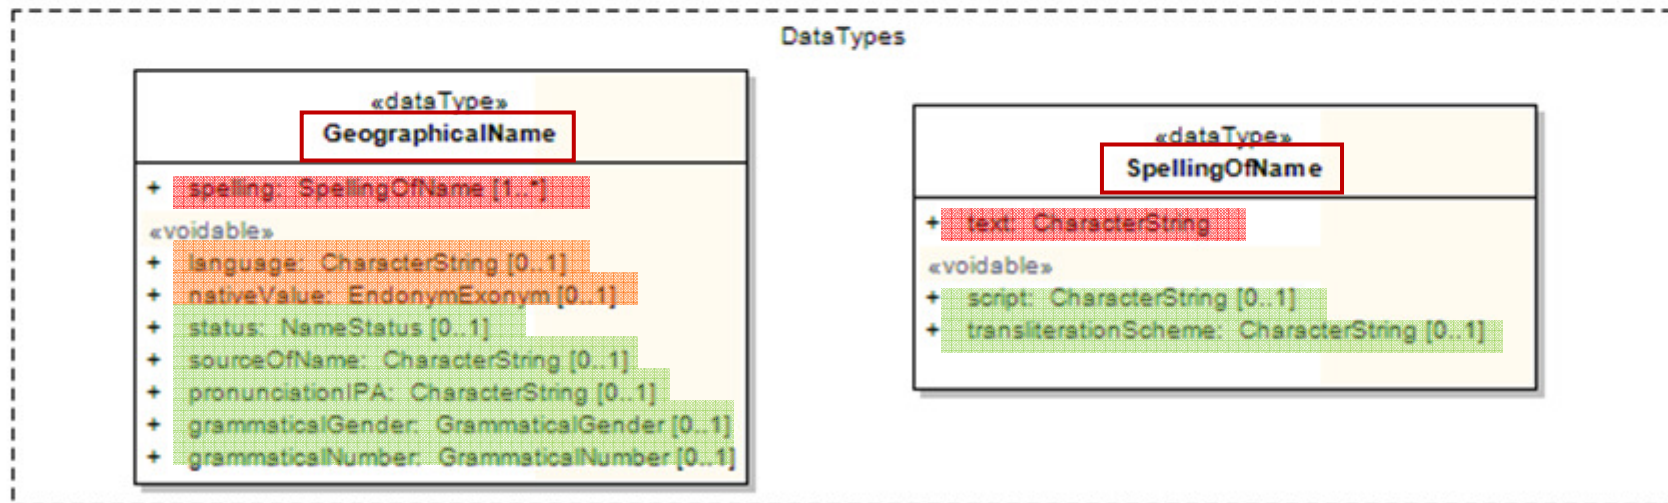 DataTypes
«dataType»
GeographicalName
+ spelling: SpellingOfName [1..*]
«voidable»
+ language: CharacterString [0..1]
+ nativeValue: EndonymExonym [0..1]
+ status: NameStatus [0..1]
+ sourceOfName: CharacterString [0..1]
+ pronunciationIPA: CharacterString [0..1]
+ grammaticalGender: GrammaticalGender [0..1]
+ grammaticalNumber: GrammaticalNumber [0..1]
«dataType»
SpellingOfName
+ text: CharacterString
«voidable»
+ script: CharacterString [0..1]
+ transliterationScheme: CharacterString [0..1]